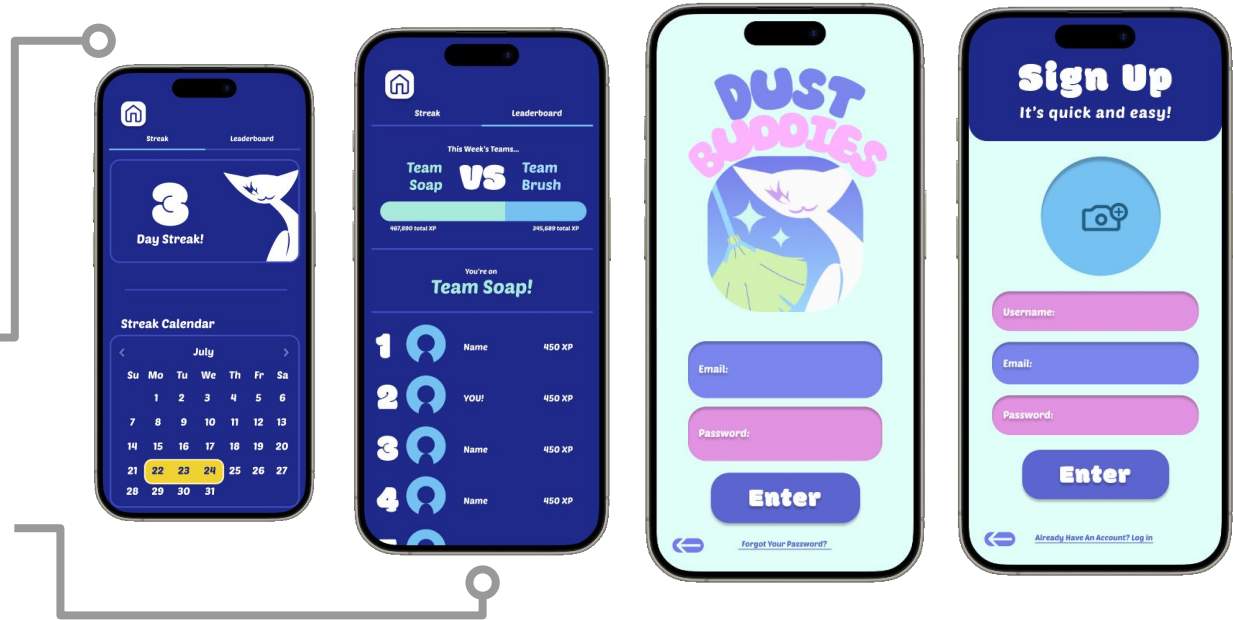 Streak Leaderboard
3
Day Streak!
Streak Calendar
July
Su Mo Tu We Th Fr Sa
1 2 3 4 5 6
7 8 9 10 11 12 13
14 15 16 17 18 19 20
21 22 23 24 25 26 27
28 29 30 31
Streak Leaderboard
This Week's Teams...
Team Soap
VS
Team Brush
467,890 total XP 345,689 total XP
You're on
Team Soap!
1 Name 450 XP
2 YOU! 450 XP
3 Name 450 XP
4 Name 450 XP
DUST
BUDDIES
Email:
Password:
Enter
Forgot Your Password?
Sign Up
It's quick and easy!
Username:
Email:
Password:
Enter
Already Have An Account? Log in